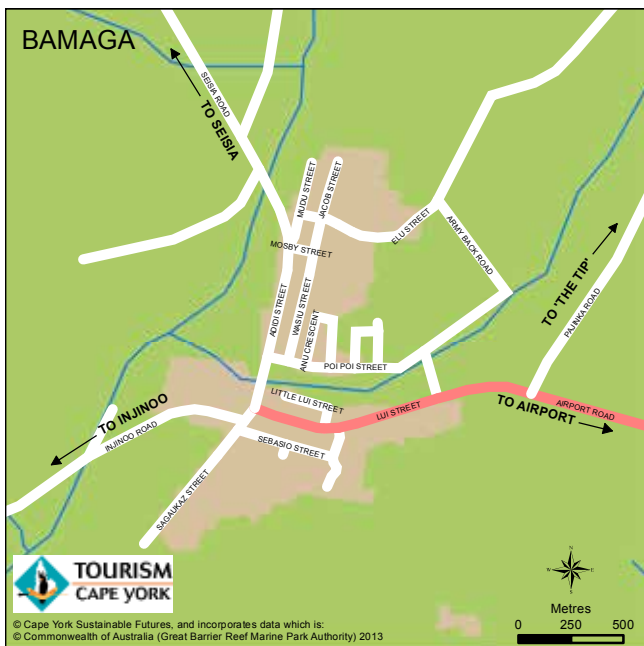 BAMAGA
SEISIA ROAD
TO SEISIA
MUDU STREET
JACOB STREET
ELU STREET
MOSBY STREET
ARMY BACK ROAD
ADIDI STREET
WASIU STREET
ANU CRESCENT
TO 'THE TIP'
PAJINKA ROAD
POI POI STREET
LITTLE LUI STREET
LUI STREET
TO AIRPORT
AIRPORT ROAD
TO INJINOO
INJINOO ROAD
SEBASIO STREET
SAGAUKAZ STREET
TOURISM
CAPE YORK
N
W
E
S
Metres
0 250 500
© Cape York Sustainable Futures, and incorporates data which is:
© Commonwealth of Australia (Great Barrier Reef Marine Park Authority) 2013